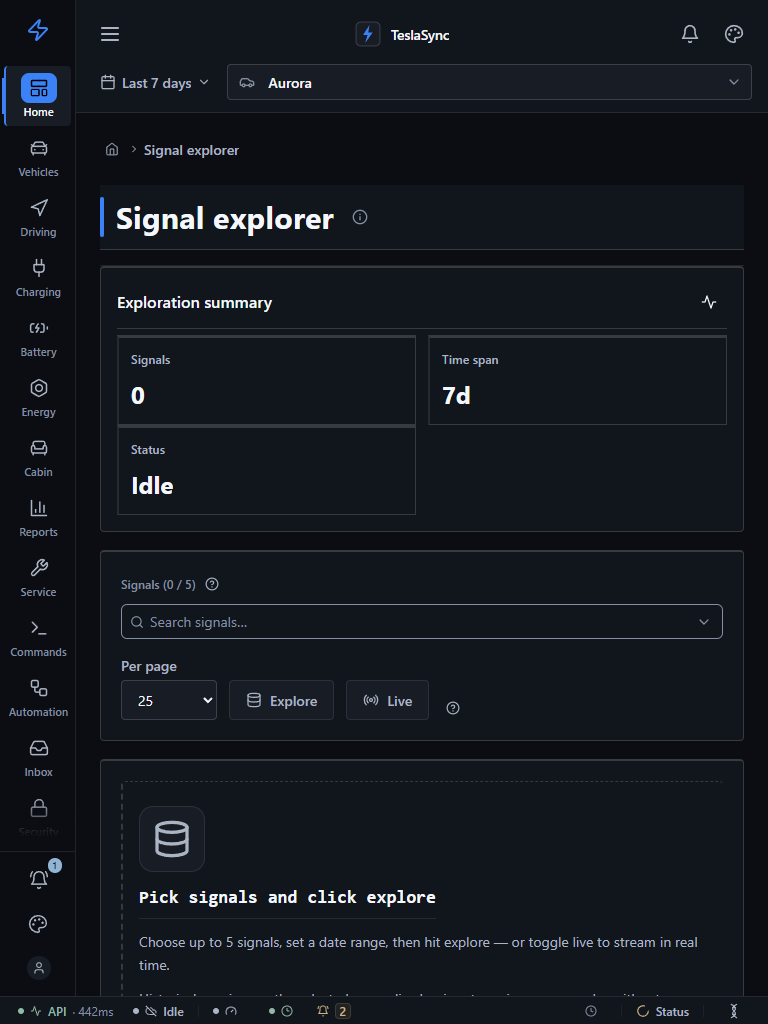 TeslaSync
Last 7 days
Aurora
Home
Vehicles
Driving
Charging
Battery
Energy
Cabin
Reports
Service
Commands
Automation
Inbox
Security
1
Signal explorer
Signal explorer
Exploration summary
Signals
0
Time span
7d
Status
Idle
Signals (0 / 5)
Search signals...
Per page
25
Explore
Live
Pick signals and click explore
Choose up to 5 signals, set a date range, then hit explore — or toggle live to stream in real
time.
API · 442ms
Idle
2
Status